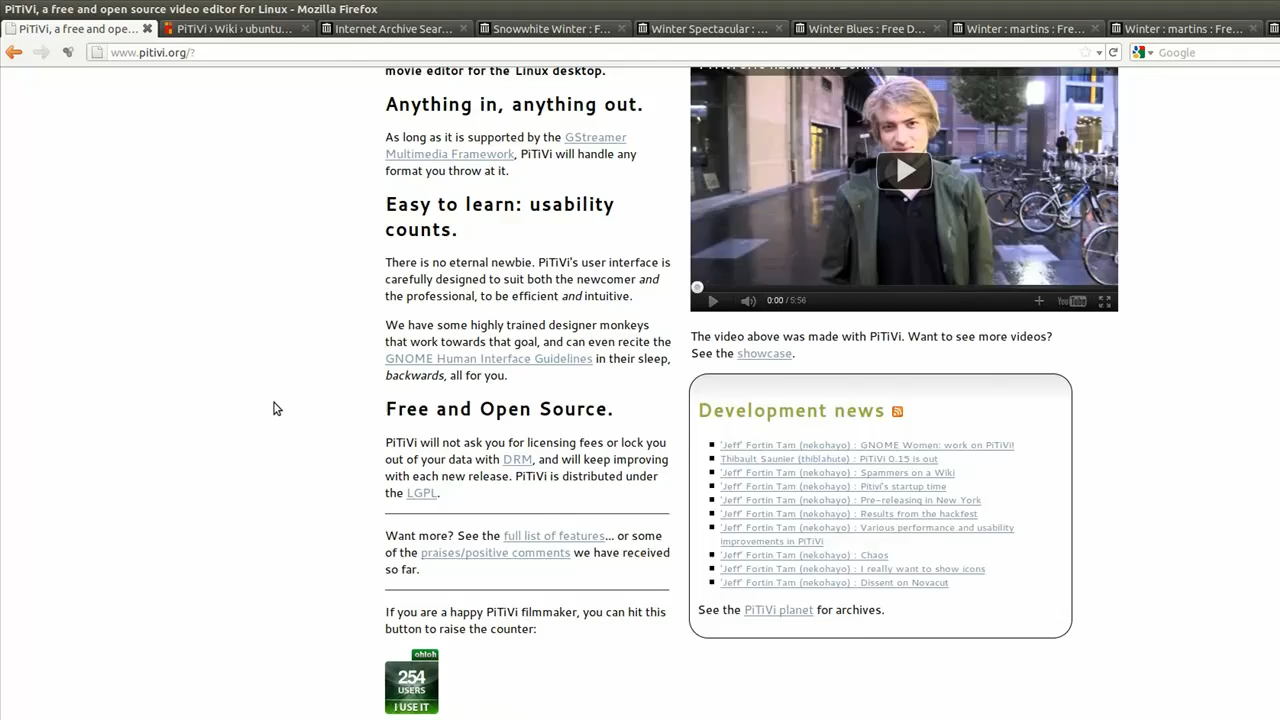 PiTiVi, a free and open source video editor for Linux - Mozilla Firefox
PiTiVi, a free and ope...
PiTiVi › Wiki › ubuntu...
Internet Archive Sear...
Snowwhite Winter : F...
Winter Spectacular : ...
Winter Blues : Free D...
Winter : martins : Fre...
Winter : martins : Fre...
www.pitivi.org/?
Google
movie editor for the Linux desktop.
Anything in, anything out.
As long as it is supported by the GStreamer
Multimedia Framework, PiTiVi will handle any
format you throw at it.
Easy to learn: usability
counts.
There is no eternal newbie. PiTiVi's user interface is
carefully designed to suit both the newcomer and
the professional, to be efficient and intuitive.
We have some highly trained designer monkeys
that work towards that goal, and can even recite the
GNOME Human Interface Guidelines in their sleep,
backwards, all for you.
Free and Open Source.
PiTiVi will not ask you for licensing fees or lock you
out of your data with DRM, and will keep improving
with each new release. PiTiVi is distributed under
the LGPL.
Want more? See the full list of features... or some
of the praises/positive comments we have received
so far.
If you are a happy PiTiVi filmmaker, you can hit this
button to raise the counter:
ohloh
254
USERS
I USE IT
0:00 / 5:56
YouTube
The video above was made with PiTiVi. Want to see more videos?
See the showcase.
Development news
'Jeff' Fortin Tam (nekohayo) : GNOME Women: work on PiTiVi!
Thibault Saunier (thiblahute) : PiTiVi 0.15 is out
'Jeff' Fortin Tam (nekohayo) : Spammers on a Wiki
'Jeff' Fortin Tam (nekohayo) : Pitivi's startup time
'Jeff' Fortin Tam (nekohayo) : Pre-releasing in New York
'Jeff' Fortin Tam (nekohayo) : Results from the hackfest
'Jeff' Fortin Tam (nekohayo) : Various performance and usability
improvements in PiTiVi
'Jeff' Fortin Tam (nekohayo) : Chaos
'Jeff' Fortin Tam (nekohayo) : I really want to show icons
'Jeff' Fortin Tam (nekohayo) : Dissent on Novacut
See the PiTiVi planet for archives.